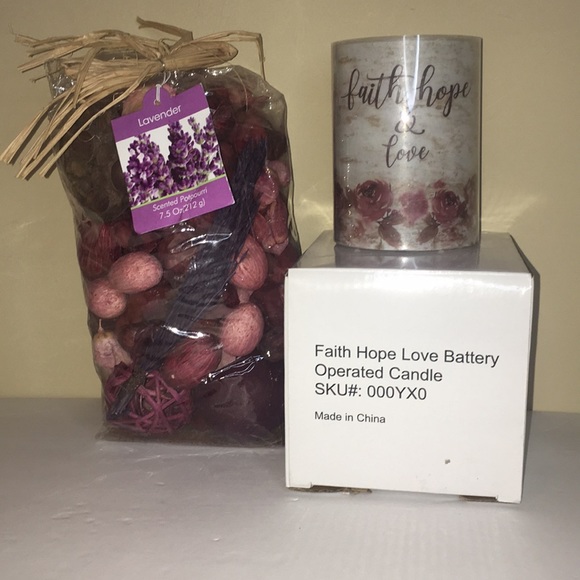 Lavender
Scented Potpourri
7.5 Oz(212 g)
faith, hope
&
love
Faith Hope Love Battery
Operated Candle
SKU#: 000YX0
Made in China